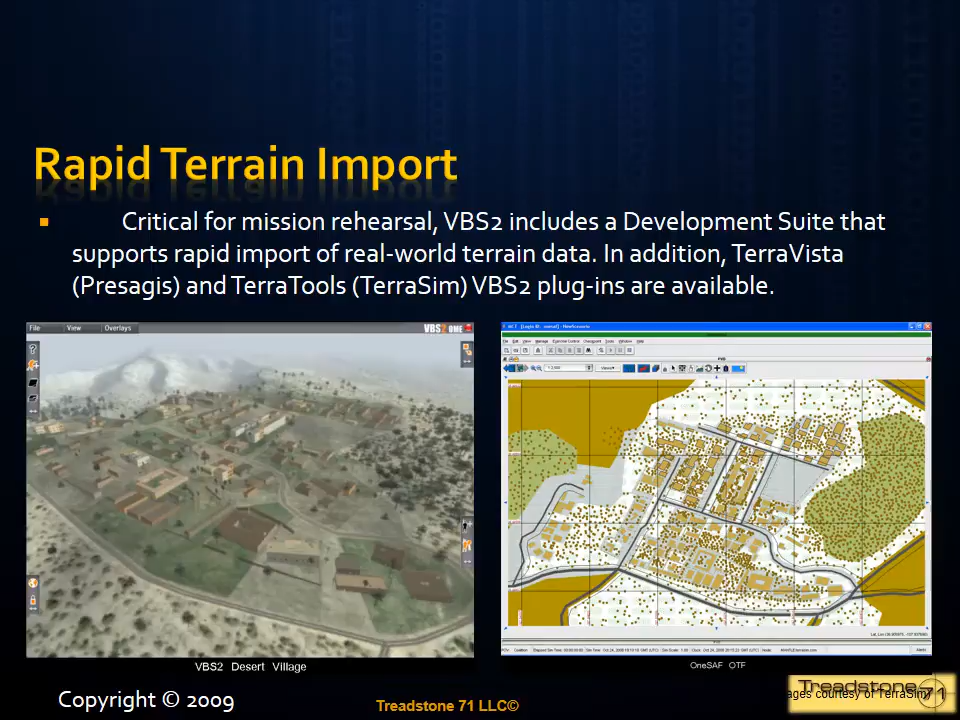 Rapid Terrain Import
Critical for mission rehearsal, VBS2 includes a Development Suite that
supports rapid import of real-world terrain data. In addition, TerraVista
(Presagis) and TerraTools (TerraSim) VBS2 plug-ins are available.
File View Overlays VBS2 ONE
VBS2 Desert Village
OneSAF OTF
Copyright © 2009
Treadstone 71 LLC©
ages courtesy of TerraSim)
Treadstone 71